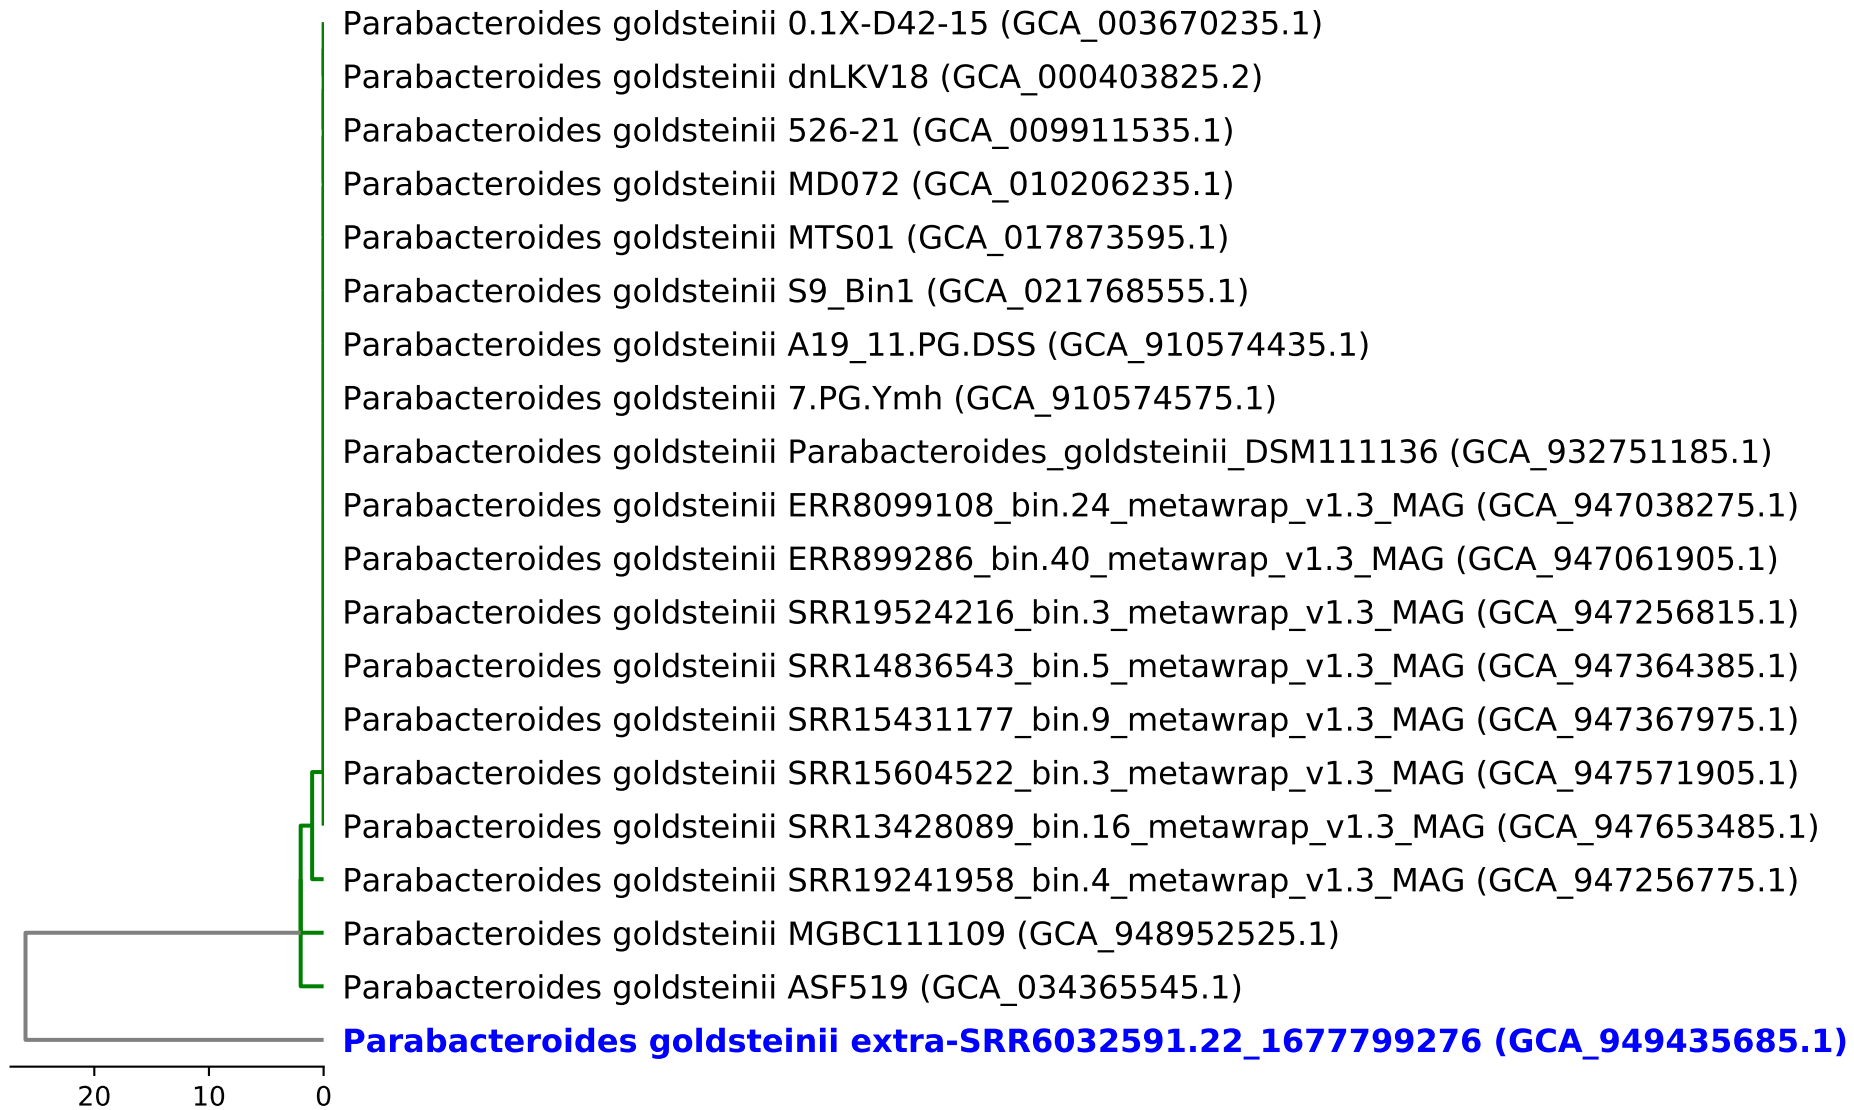 Parabacteroides goldsteinii 0.1X-D42-15 (GCA_003670235.1)
Parabacteroides goldsteinii dnLKV18 (GCA_000403825.2)
Parabacteroides goldsteinii 526-21 (GCA_009911535.1)
Parabacteroides goldsteinii MD072 (GCA_010206235.1)
Parabacteroides goldsteinii MTS01 (GCA_017873595.1)
Parabacteroides goldsteinii S9_Bin1 (GCA_021768555.1)
Parabacteroides goldsteinii A19_11.PG.DSS (GCA_910574435.1)
Parabacteroides goldsteinii 7.PG.Ymh (GCA_910574575.1)
Parabacteroides goldsteinii Parabacteroides_goldsteinii_DSM111136 (GCA_932751185.1)
Parabacteroides goldsteinii ERR8099108_bin.24_metawrap_v1.3_MAG (GCA_947038275.1)
Parabacteroides goldsteinii ERR899286_bin.40_metawrap_v1.3_MAG (GCA_947061905.1)
Parabacteroides goldsteinii SRR19524216_bin.3_metawrap_v1.3_MAG (GCA_947256815.1)
Parabacteroides goldsteinii SRR14836543_bin.5_metawrap_v1.3_MAG (GCA_947364385.1)
Parabacteroides goldsteinii SRR15431177_bin.9_metawrap_v1.3_MAG (GCA_947367975.1)
Parabacteroides goldsteinii SRR15604522_bin.3_metawrap_v1.3_MAG (GCA_947571905.1)
Parabacteroides goldsteinii SRR13428089_bin.16_metawrap_v1.3_MAG (GCA_947653485.1)
Parabacteroides goldsteinii SRR19241958_bin.4_metawrap_v1.3_MAG (GCA_947256775.1)
Parabacteroides goldsteinii MGBC111109 (GCA_948952525.1)
Parabacteroides goldsteinii ASF519 (GCA_034365545.1)
Parabacteroides goldsteinii extra-SRR6032591.22_1677799276 (GCA_949435685.1)
20 10 0